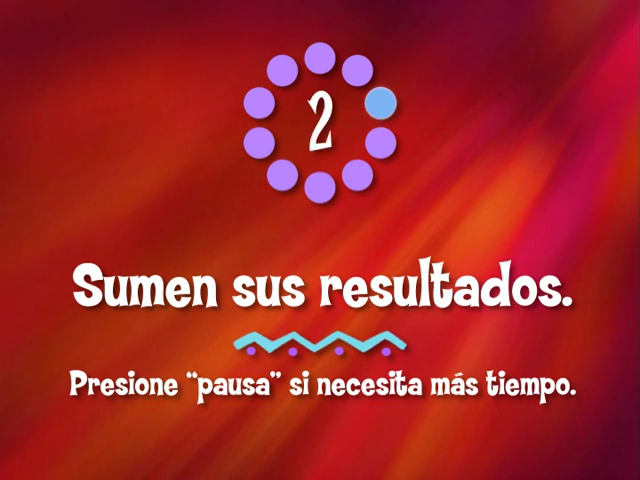 2
Sumen sus resultados.
Presione “pausa” si necesita más tiempo.